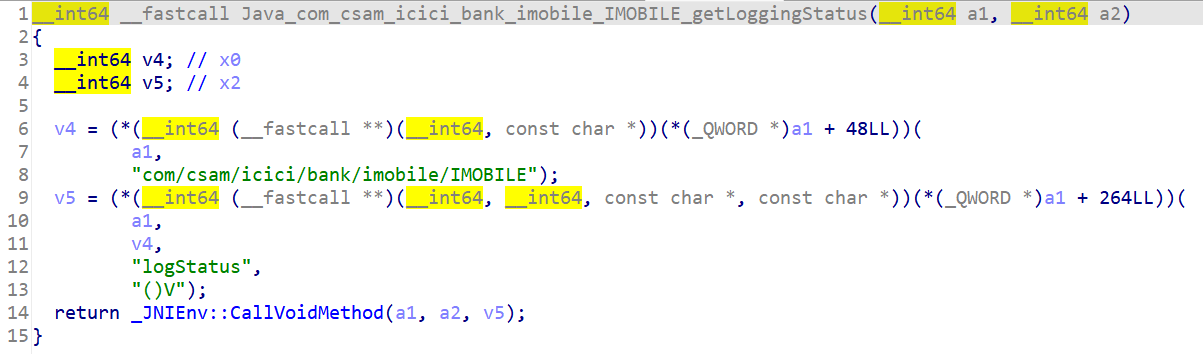 1 __int64 __fastcall Java_com_csam_icici_bank_imobile_IMOBILE_getLoggingStatus(__int64 a1, __int64 a2)
2 {
3   __int64 v4; // x0
4   __int64 v5; // x2
5
6   v4 = (*(__int64 (__fastcall **)(__int64, const char *))(*(_QWORD *)a1 + 48LL))(
7          a1,
8          "com/csam/icici/bank/imobile/IMOBILE");
9   v5 = (*(__int64 (__fastcall **)(__int64, __int64, const char *, const char *))(*(_QWORD *)a1 + 264LL))(
10         a1,
11         v4,
12         "logStatus",
13         "()V");
14  return _JNIEnv::CallVoidMethod(a1, a2, v5);
15 }